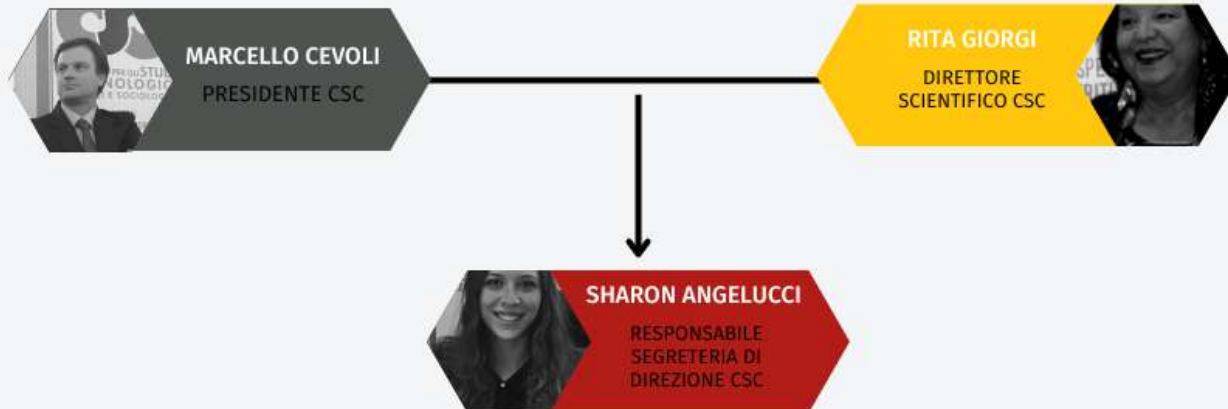 MARCELLO CEVOLI
PRESIDENTE CSC
RITA GIORGI
DIRETTORE
SCIENTIFICO CSC
SHARON ANGELUCCI
RESPONSABILE
SEGRETERIA DI
DIREZIONE CSC